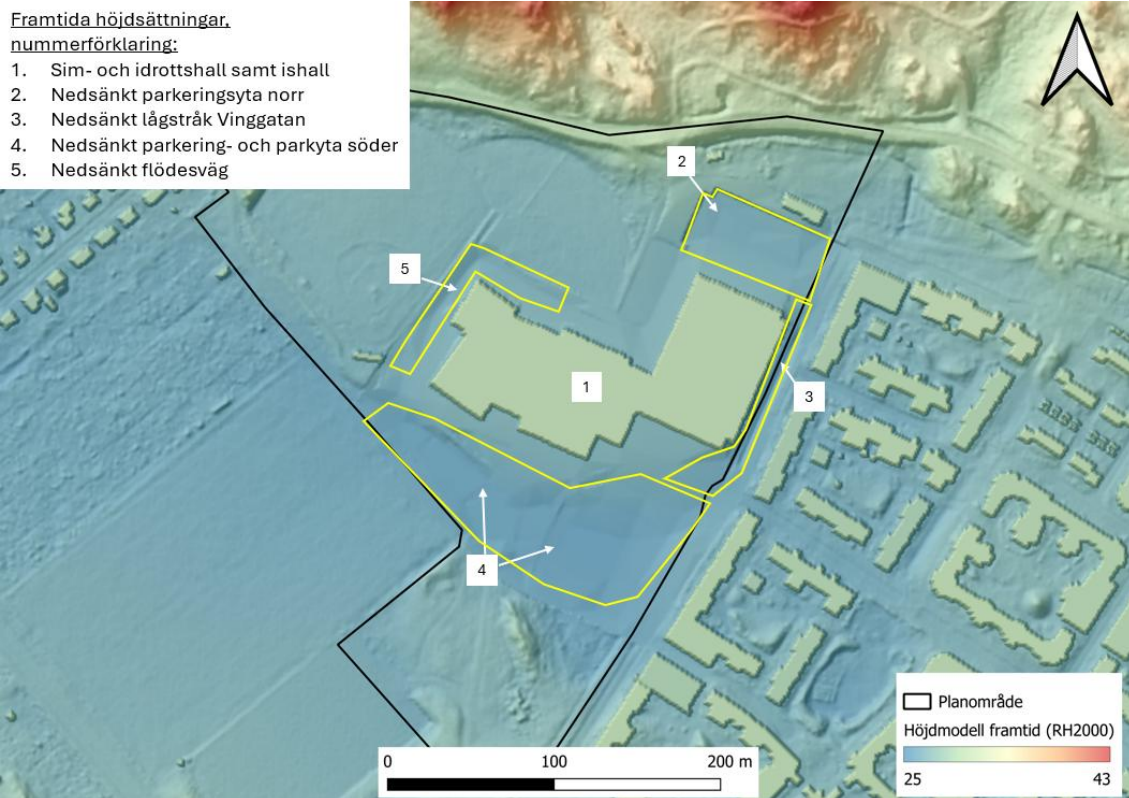 Framtida höjdsättningar,
nummerförklaring:
1. Sim- och idrottshall samt ishall
2. Nedsänkt parkeringsyta norr
3. Nedsänkt lågstråk Vinggatan
4. Nedsänkt parkering- och parkyta söder
5. Nedsänkt flödesväg
2
5
1
3
4
Planområde
Höjdmodell framtid (RH2000)
25 43
0 100 200 m